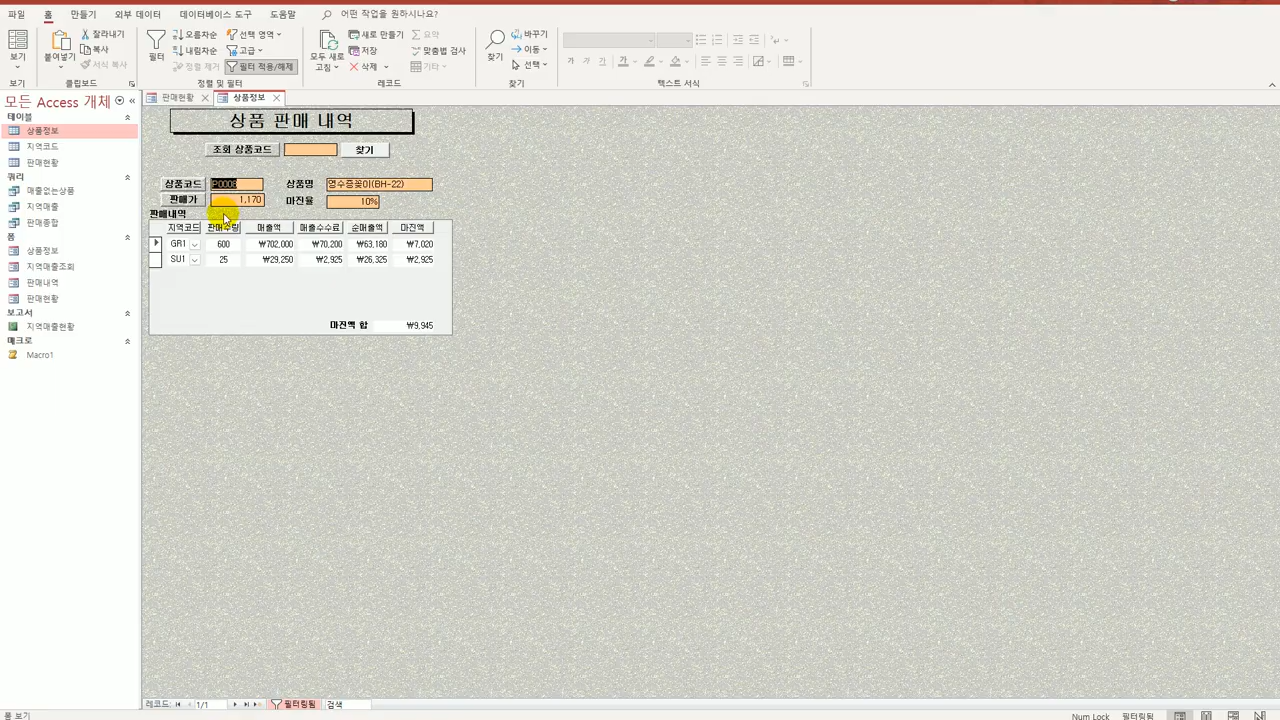 파일 홈 만들기 외부 데이터 데이터베이스 도구 도움말 어떤 작업을 원하시나요?
보기 붙여넣기 잘라내기 복사 서식 복사
필터 오름차순 내림차순 정렬 제거 선택 영역 고급 필터 적용/해제
모두 새로 고침 새로 만들기 저장 삭제 요약 맞춤법 검사 기타
찾기 바꾸기 이동 선택
가 가 가 가
보기 클립보드 정렬 및 필터 레코드 찾기 텍스트 서식
모든 Access 개체
테이블
상품정보
지역코드
판매현황
쿼리
매출없는상품
지역매출
판매종합
폼
상품정보
지역매출조회
판매내역
판매현황
보고서
지역매출현황
매크로
Macro1
판매현황 상품정보
상품 판매 내역
조회 상품코드 찾기
상품코드 상품명 영수증꽂이(BH-22)
판매가 1,170 마진율 10%
판매내역
지역코드 판매수량 매출액 매출수수료 순매출액 마진액
GR1 600 ₩702,000 ₩70,200 ₩63,180 ₩7,020
SU1 25 ₩29,250 ₩2,925 ₩26,325 ₩2,925
마진액 합 ₩9,945
레코드: 1/1 필터링됨 검색
폼 보기 Num Lock 필터링됨